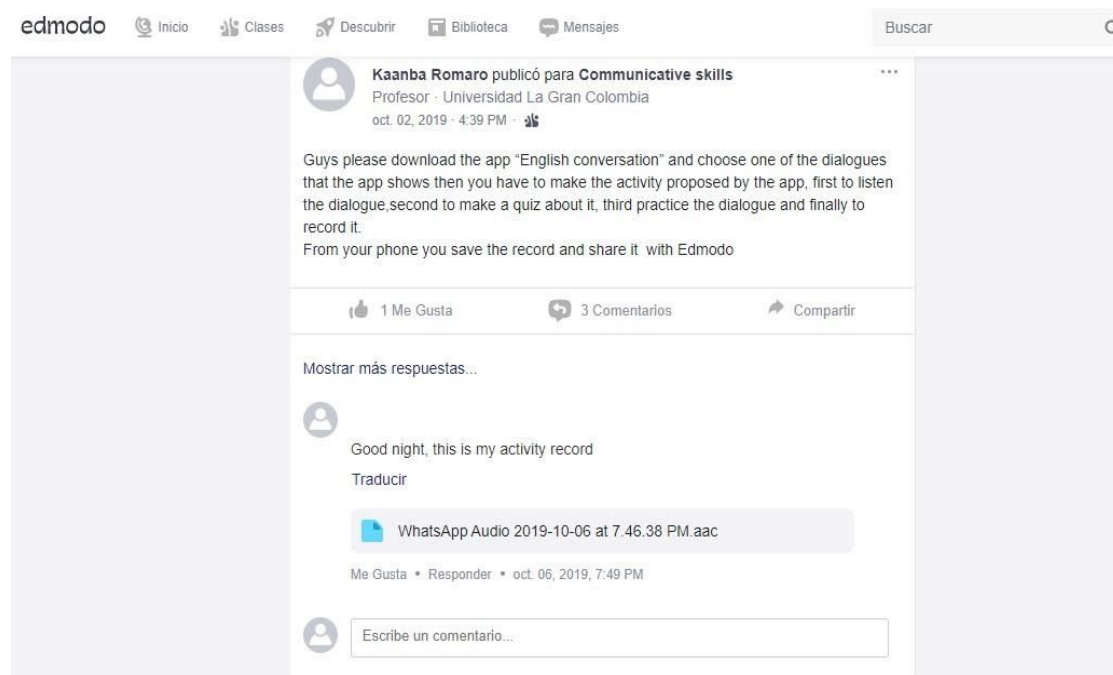 edmodo Inicio Clases Descubrir Biblioteca Mensajes Buscar
Kaanba Romaro publicó para Communicative skills
Profesor · Universidad La Gran Colombia
oct. 02, 2019 · 4:39 PM ·
Guys please download the app “English conversation” and choose one of the dialogues
that the app shows then you have to make the activity proposed by the app, first to listen
the dialogue,second to make a quiz about it, third practice the dialogue and finally to
record it.
From your phone you save the record and share it with Edmodo
1 Me Gusta 3 Comentarios Compartir
Mostrar más respuestas...
Good night, this is my activity record
Traducir
WhatsApp Audio 2019-10-06 at 7.46.38 PM.aac
Me Gusta • Responder • oct. 06, 2019, 7:49 PM
Escribe un comentario...